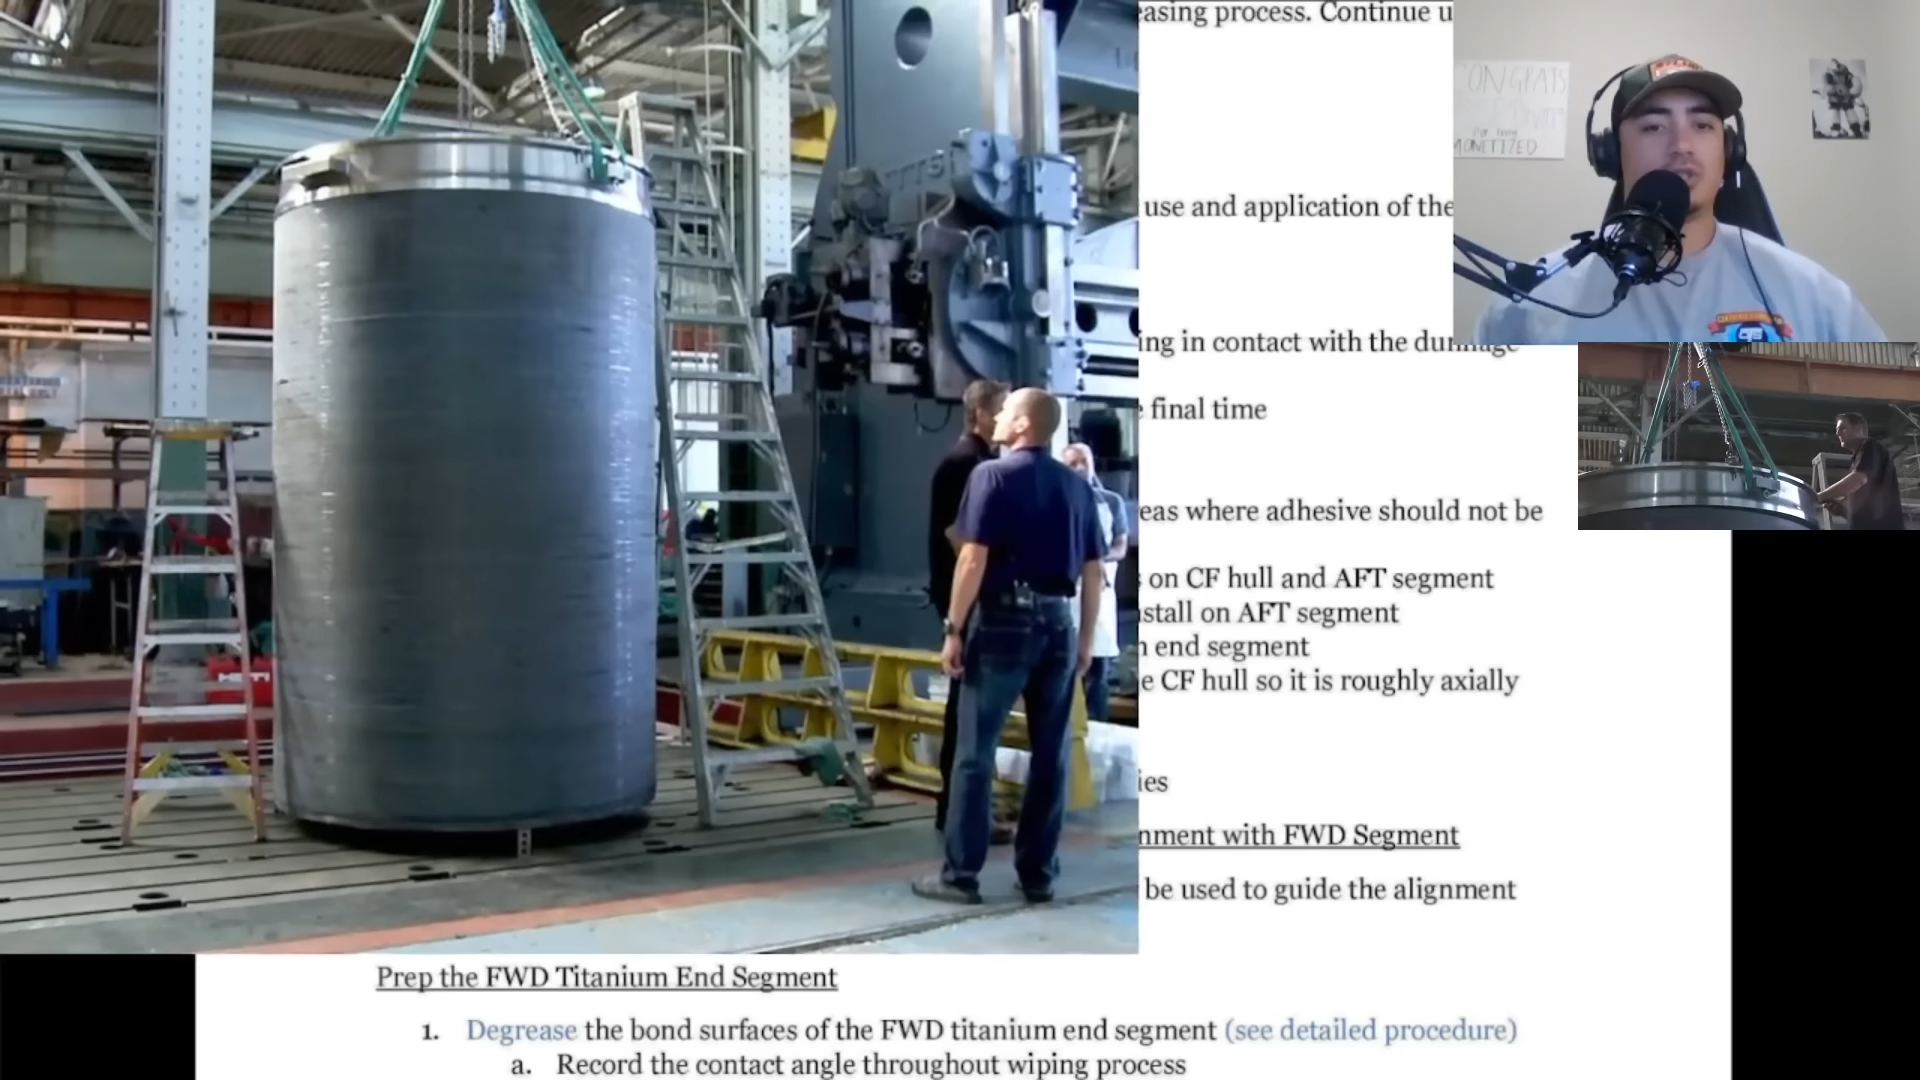 easing process. Continue u
use and application of the
ing in contact with the dunnage
final time
eas where adhesive should not be
on CF hull and AFT segment
stall on AFT segment
end segment
e CF hull so it is roughly axially
ies
nment with FWD Segment
be used to guide the alignment
Prep the FWD Titanium End Segment
1. Degrease the bond surfaces of the FWD titanium end segment (see detailed procedure)
a. Record the contact angle throughout wiping process
CONGRATS
MONETIZED
HILTI